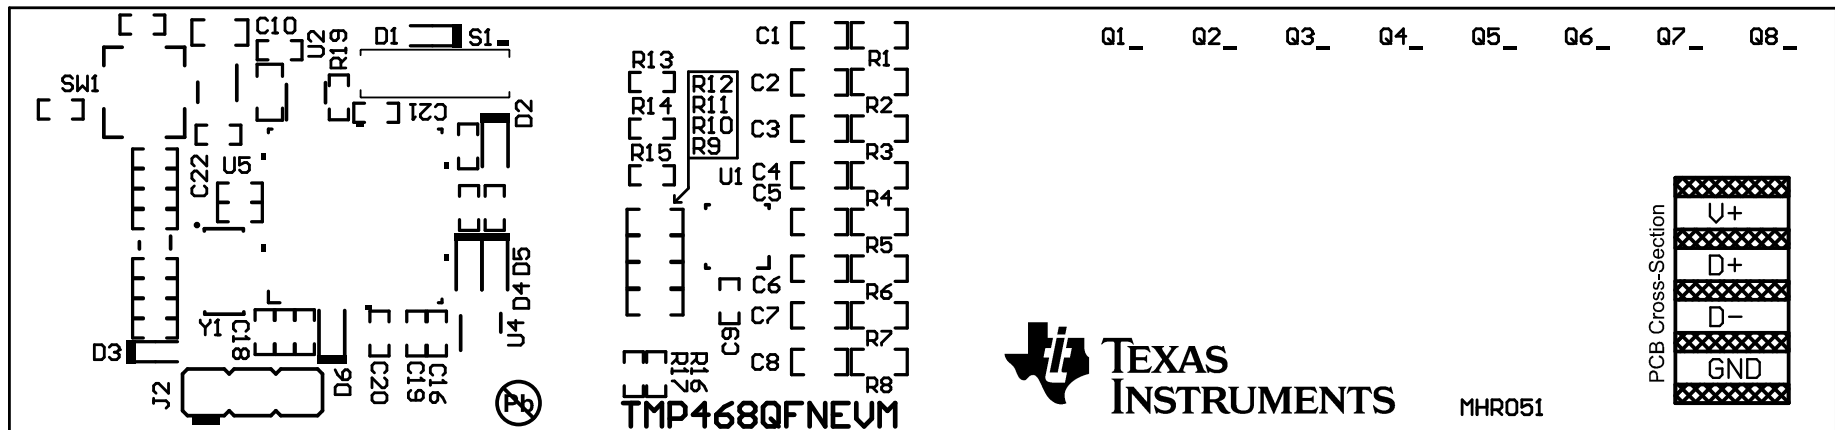 C10
U2
R19
D1
S1
SW1
C21
D2
C22
U5
Y1
C18
D3
J2
D6
C20
C19
C16
U4
D4
D5
Pb
R13
R14
R15
R12
R11
R10
R9
U1
C1
C2
C3
C4
C5
C6
C7
C8
C9
R1
R2
R3
R4
R5
R6
R7
R8
R17
R16
TMP468QFNEVM
Q1
Q2
Q3
Q4
Q5
Q6
Q7
Q8
TEXAS
INSTRUMENTS
MHR051
PCB Cross-Section
V+
D+
D-
GND